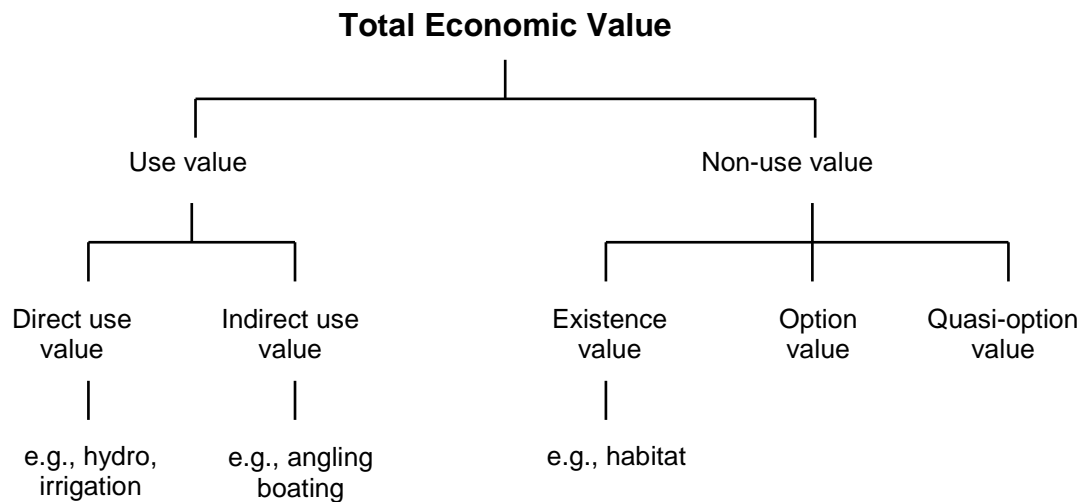 Total Economic Value
Use value
Non-use value
Direct use
value
Indirect use
value
Existence
value
Option
value
Quasi-option
value
e.g., hydro,
irrigation
e.g., angling
boating
e.g., habitat